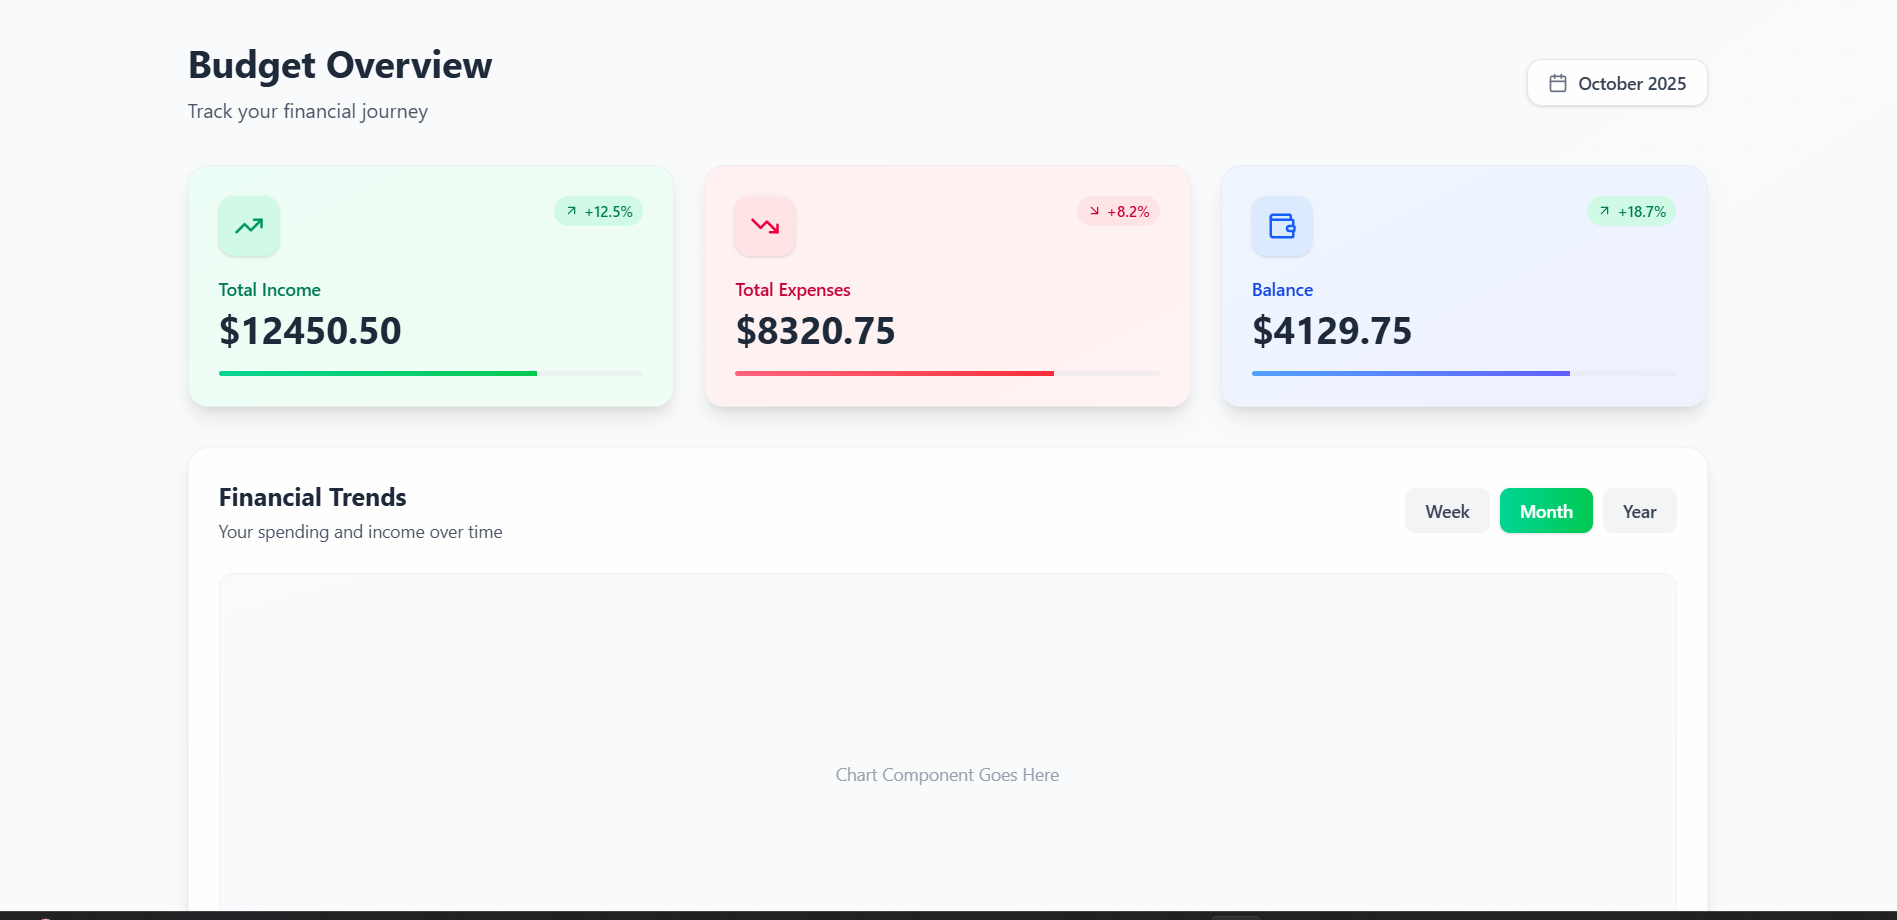 Budget Overview
Track your financial journey
October 2025
+12.5%
Total Income
$12450.50
+8.2%
Total Expenses
$8320.75
+18.7%
Balance
$4129.75
Financial Trends
Your spending and income over time
Week
Month
Year
Chart Component Goes Here